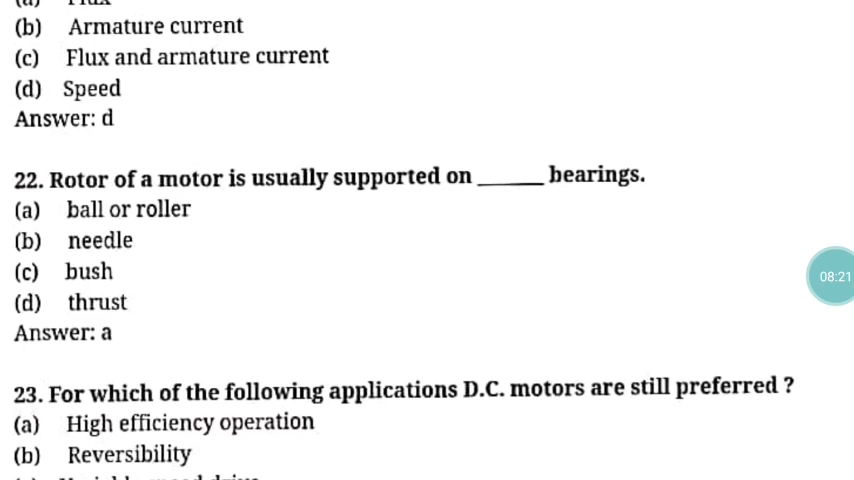 (b) Armature current
(c) Flux and armature current
(d) Speed
Answer: d
22. Rotor of a motor is usually supported on ______ bearings.
(a) ball or roller
(b) needle
(c) bush
(d) thrust
Answer: a
23. For which of the following applications D.C. motors are still preferred ?
(a) High efficiency operation
(b) Reversibility
08:21